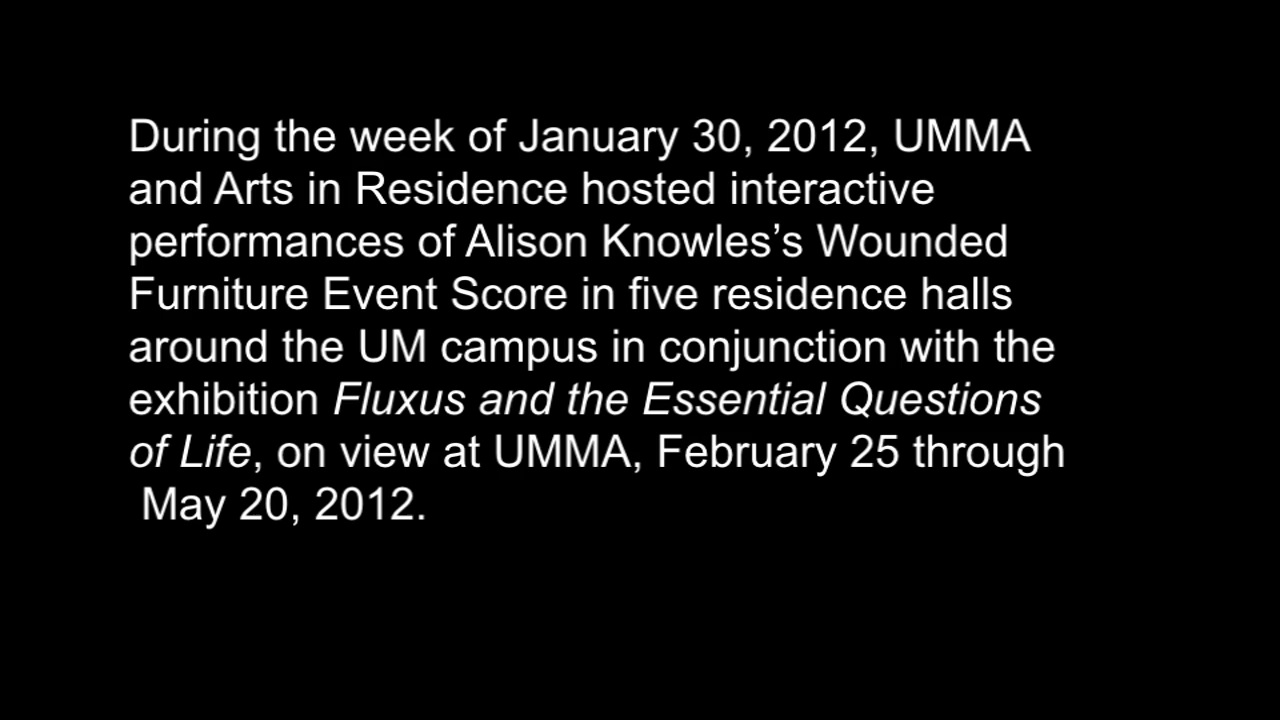 During the week of January 30, 2012, UMMA
and Arts in Residence hosted interactive
performances of Alison Knowles’s Wounded
Furniture Event Score in five residence halls
around the UM campus in conjunction with the
exhibition Fluxus and the Essential Questions
of Life, on view at UMMA, February 25 through
May 20, 2012.